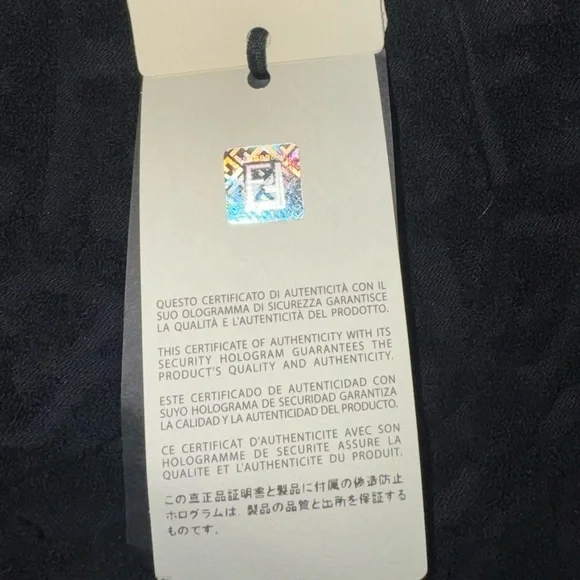 QUESTO CERTIFICATO DI AUTENTICITÀ CON IL
SUO OLOGRAMMA DI SICUREZZA GARANTISCE
LA QUALITÀ E L'AUTENTICITÀ DEL PRODOTTO.
THIS CERTIFICATE OF AUTHENTICITY WITH ITS
SECURITY HOLOGRAM GUARANTEES THE
PRODUCT'S QUALITY AND AUTHENTICITY.
ESTE CERTIFICADO DE AUTENTICIDAD CON
SUYO HOLOGRAMA DE SECURIDAD GARANTIZA
LA CALIDAD Y LA AUTENTICIDAD DEL PRODUCTO.
CE CERTIFICAT D'AUTHENTICITE AVEC SON
HOLOGRAMME DE SECURITE ASSURE LA
QUALITE ET L'AUTHENTICITE DU PRODUIT.
この真正品証明書と製品に付属の偽造防止
ホログラムは、製品の品質と出所を保証する
ものです。